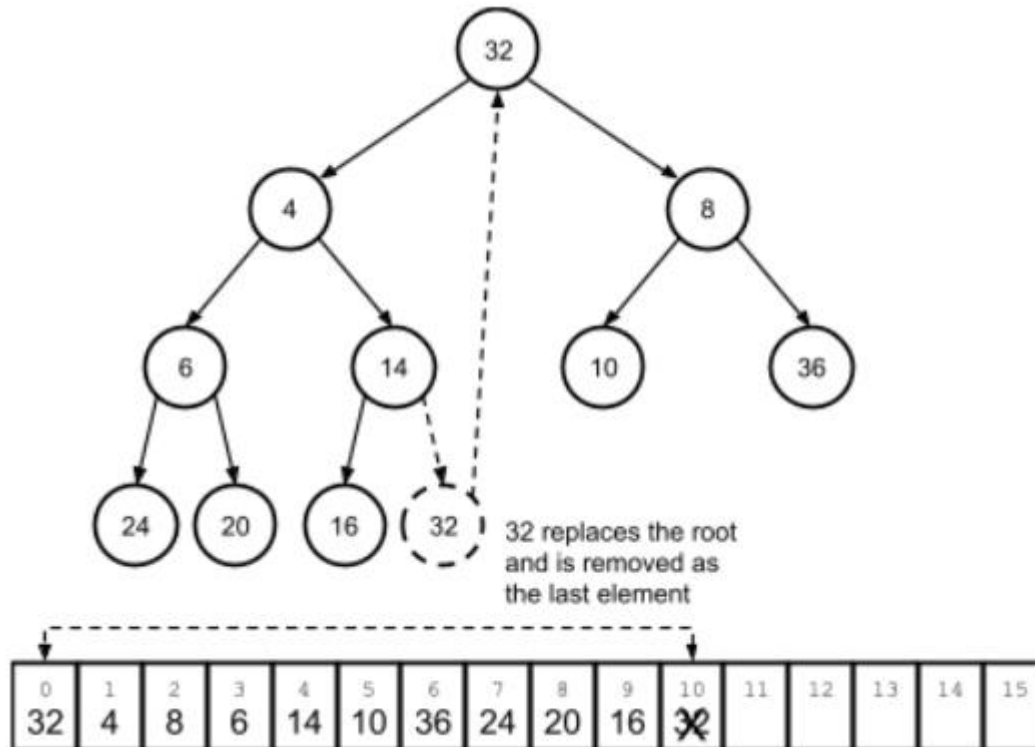 32
4 8
6 14 10 36
24 20 16 32
32 replaces the root
and is removed as
the last element
0 1 2 3 4 5 6 7 8 9 10 11 12 13 14 15
32 4 8 6 14 10 36 24 20 16 32